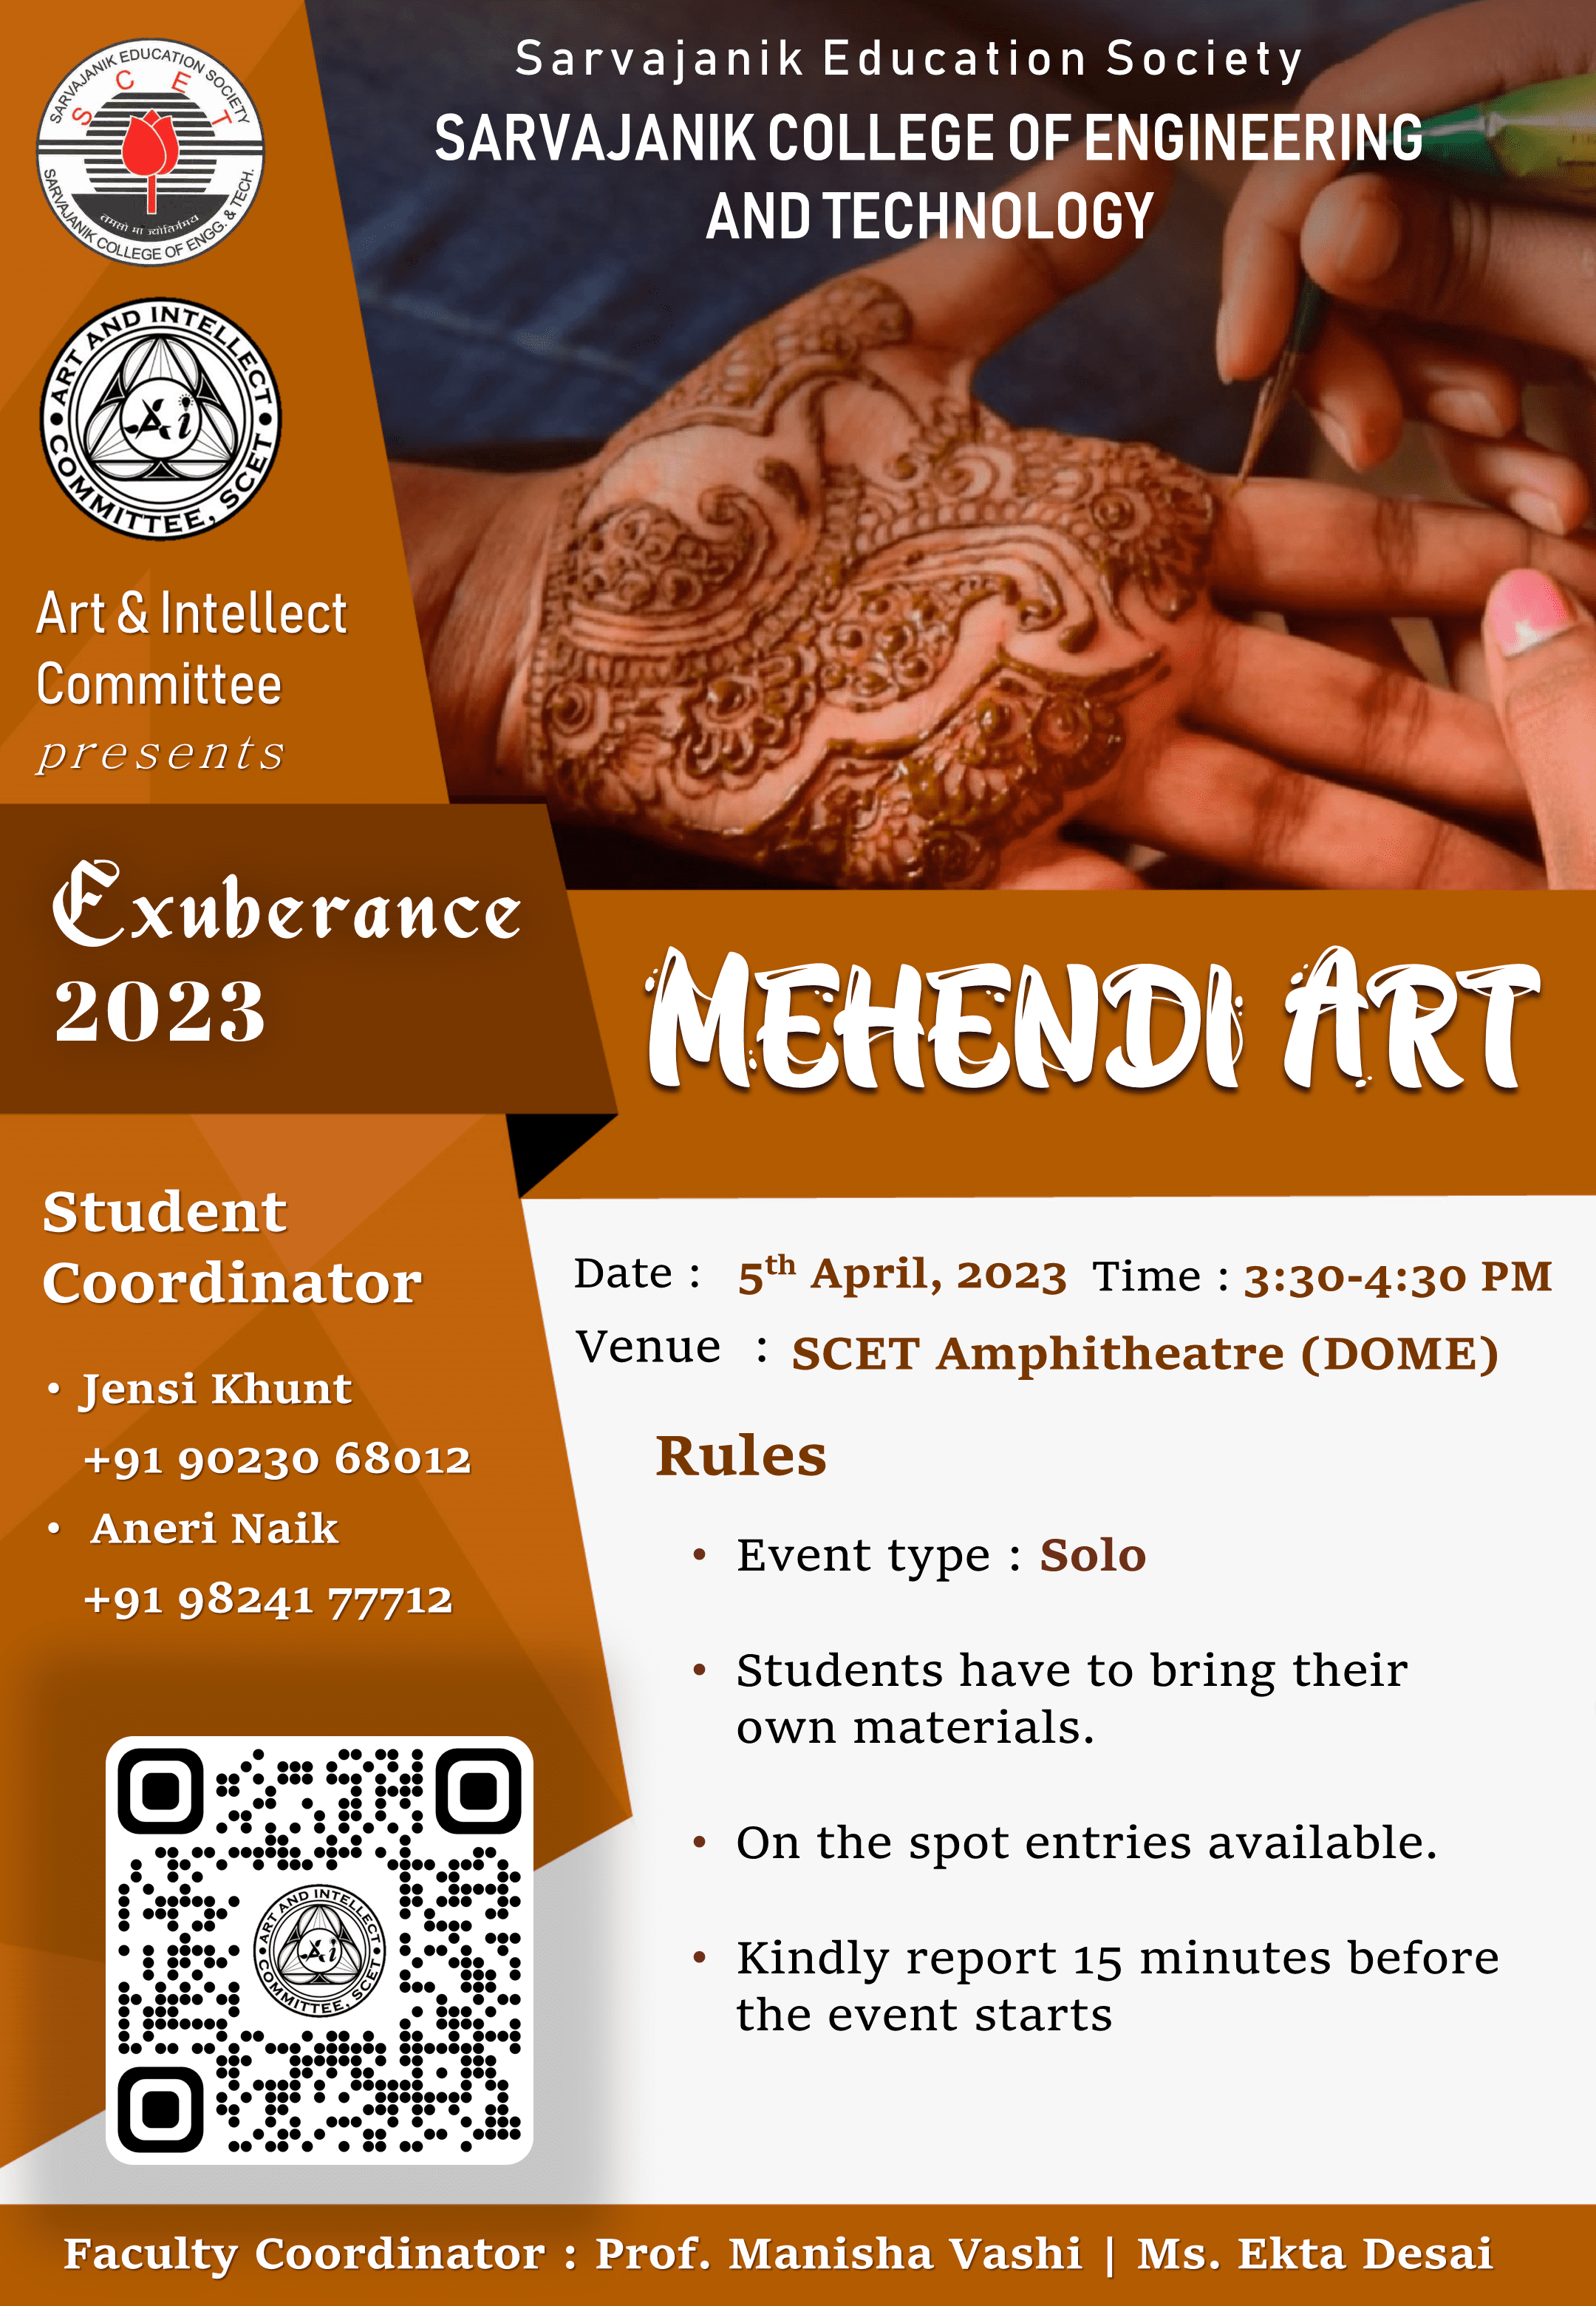 Sarvajanik Education Society
SARVAJANIK COLLEGE OF ENGINEERING
AND TECHNOLOGY
SARVAJANIK EDUCATION SOCIETY
S C E T
तमसो मा ज्योतिर्गमय
SARVAJANIK COLLEGE OF ENGG. & TECH.
ART AND INTELLECT
Ai
COMMITTEE, SCET
Art & Intellect
Committee
presents
Exuberance
2023
MEHENDI ART
Student
Coordinator
• Jensi Khunt
+91 90230 68012
• Aneri Naik
+91 98241 77712
Date : 5th April, 2023 Time : 3:30-4:30 PM
Venue : SCET Amphitheatre (DOME)
Rules
• Event type : Solo
• Students have to bring their
own materials.
• On the spot entries available.
• Kindly report 15 minutes before
the event starts
ART AND INTELLECT
Ai
COMMITTEE, SCET
Faculty Coordinator : Prof. Manisha Vashi | Ms. Ekta Desai